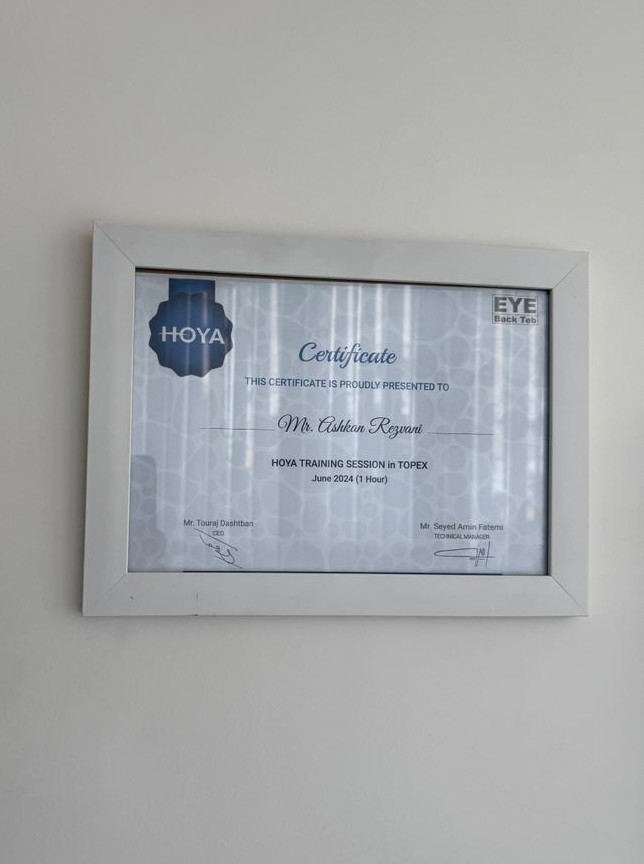 HOYA
EYE
Back Teb
Certificate
THIS CERTIFICATE IS PROUDLY PRESENTED TO
Mr. Ashkan Rezvani
HOYA TRAINING SESSION in TOPEX
June 2024 (1 Hour)
Mr. Touraj Dashtban
CEO
Mr. Seyed Amin Fatemi
TECHNICAL MANAGER